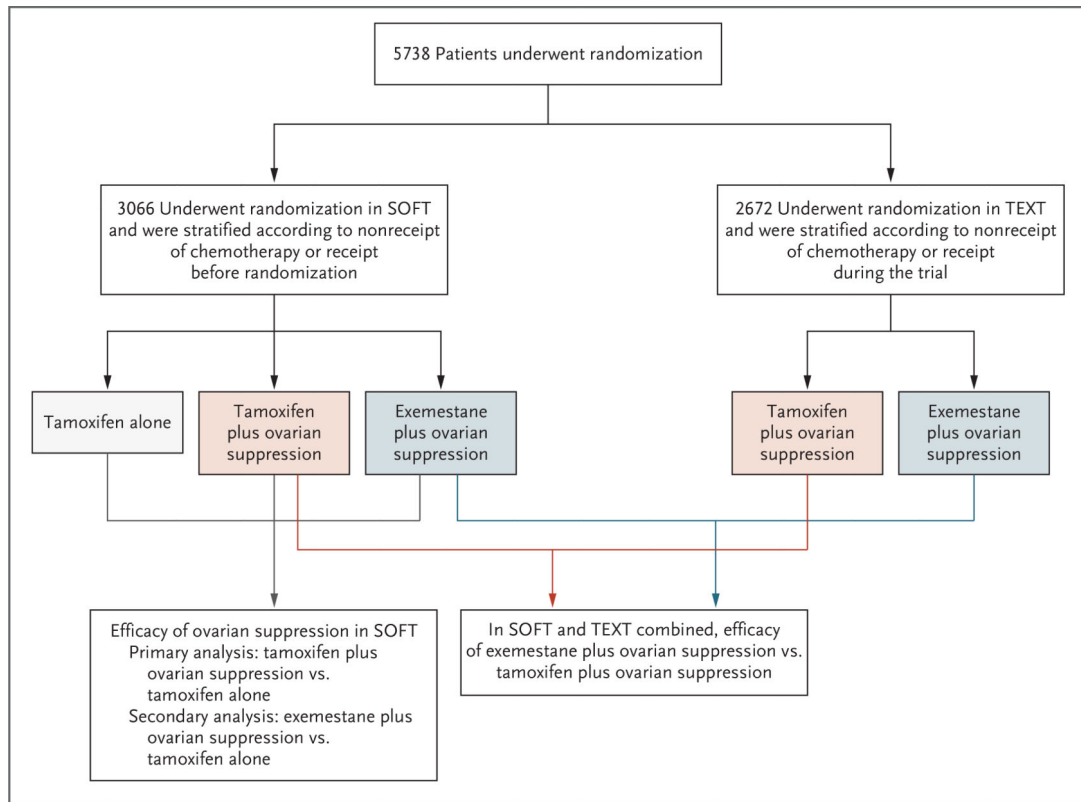 5738 Patients underwent randomization
3066 Underwent randomization in SOFT
and were stratified according to nonreceipt
of chemotherapy or receipt
before randomization
2672 Underwent randomization in TEXT
and were stratified according to nonreceipt
of chemotherapy or receipt
during the trial
Tamoxifen alone
Tamoxifen
plus ovarian
suppression
Exemestane
plus ovarian
suppression
Tamoxifen
plus ovarian
suppression
Exemestane
plus ovarian
suppression
Efficacy of ovarian suppression in SOFT
Primary analysis: tamoxifen plus
ovarian suppression vs.
tamoxifen alone
Secondary analysis: exemestane plus
ovarian suppression vs.
tamoxifen alone
In SOFT and TEXT combined, efficacy
of exemestane plus ovarian suppression vs.
tamoxifen plus ovarian suppression